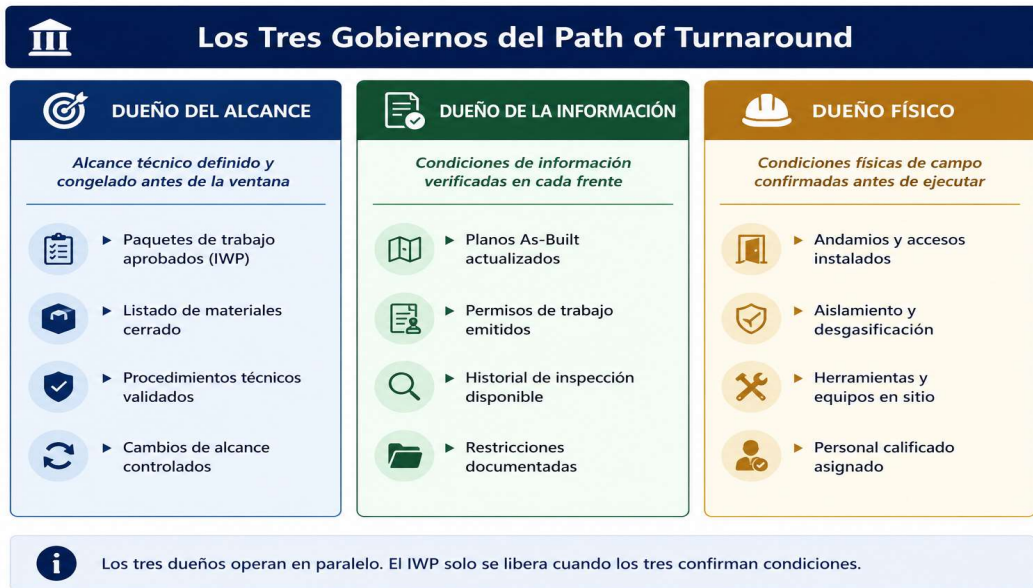 Los Tres Gobiernos del Path of Turnaround
DUEÑO DEL ALCANCE
Alcance técnico definido y
congelado antes de la ventana
► Paquetes de trabajo
aprobados (IWP)
► Listado de materiales
cerrado
► Procedimientos técnicos
validados
► Cambios de alcance
controlados
DUEÑO DE LA INFORMACIÓN
Condiciones de información
verificadas en cada frente
► Planos As-Built
actualizados
► Permisos de trabajo
emitidos
► Historial de inspección
disponible
► Restricciones
documentadas
DUEÑO FÍSICO
Condiciones físicas de campo
confirmadas antes de ejecutar
► Andamios y accesos
instalados
► Aislamiento y
desgasificación
► Herramientas y
equipos en sitio
► Personal calificado
asignado
Los tres dueños operan en paralelo. El IWP solo se libera cuando los tres confirman condiciones.